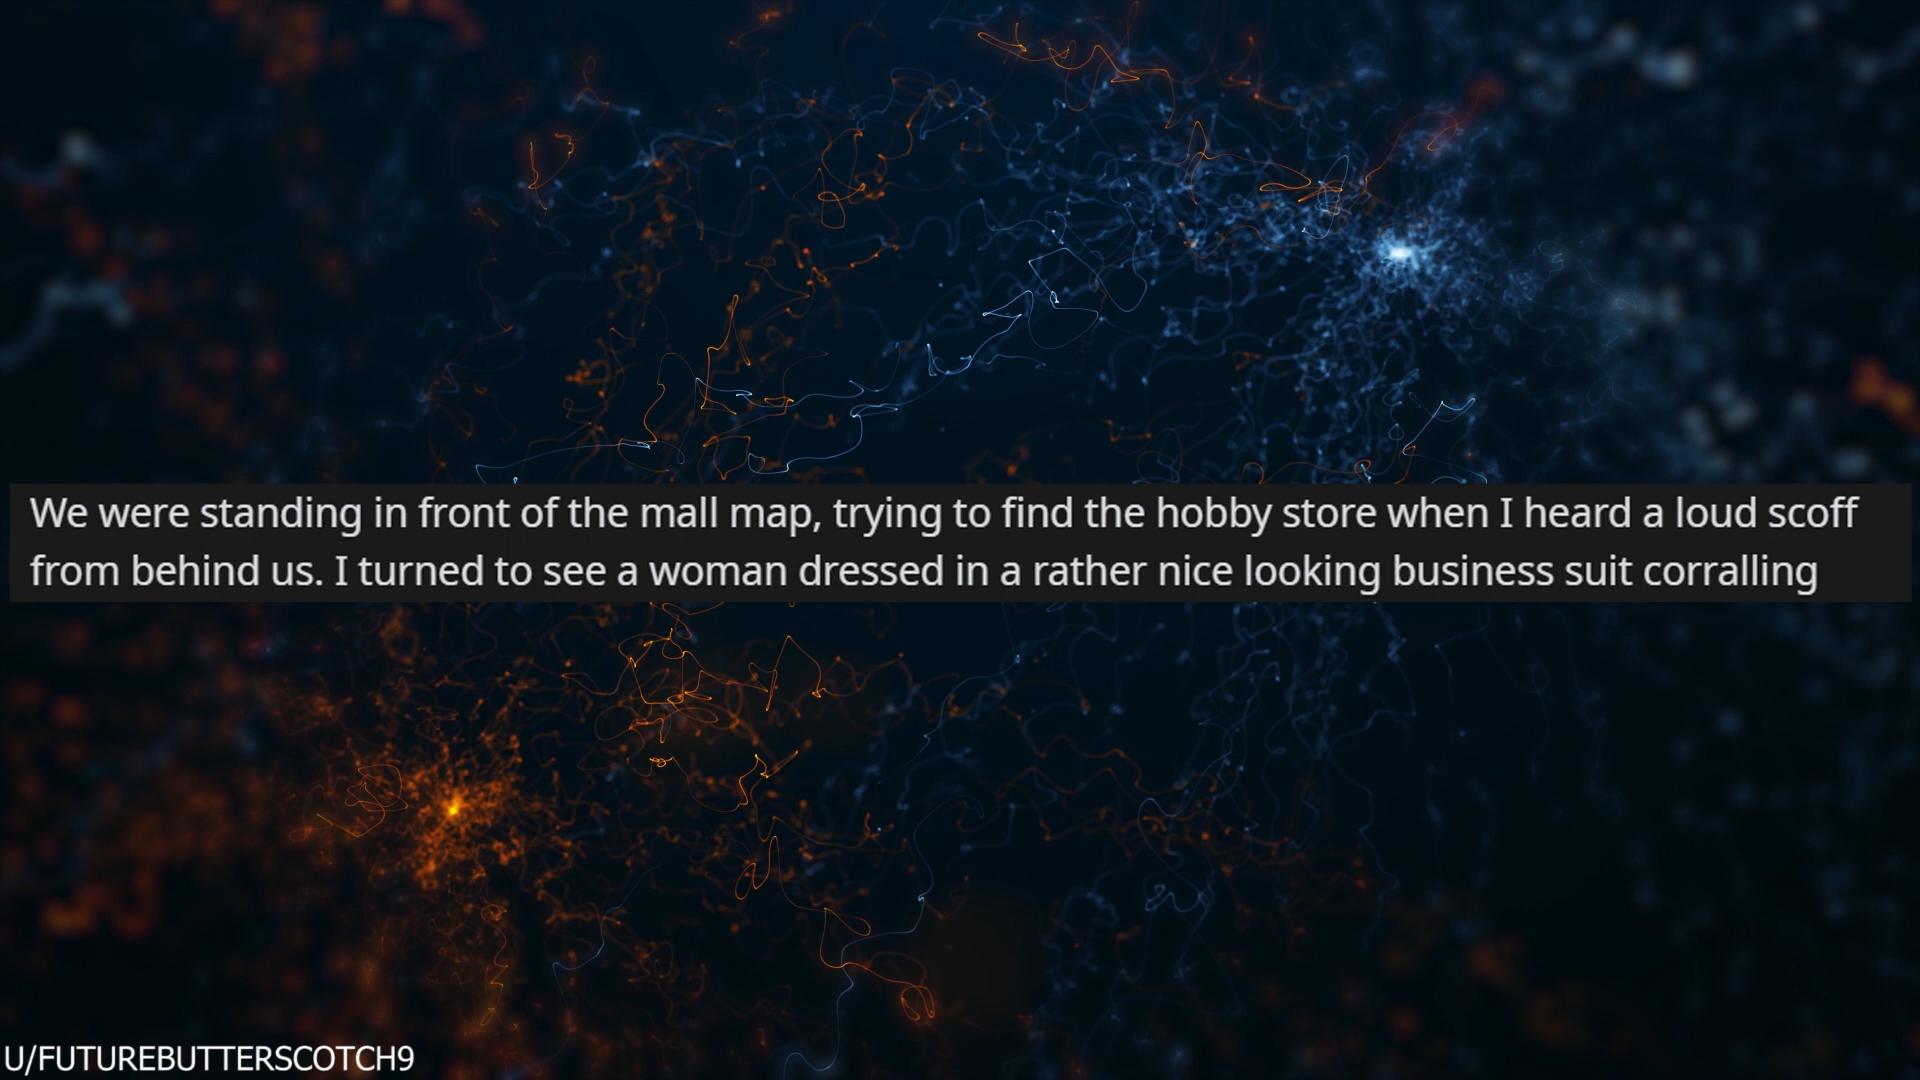 We were standing in front of the mall map, trying to find the hobby store when I heard a loud scoff
from behind us. I turned to see a woman dressed in a rather nice looking business suit corralling
U/FUTUREBUTTERSCOTCH9